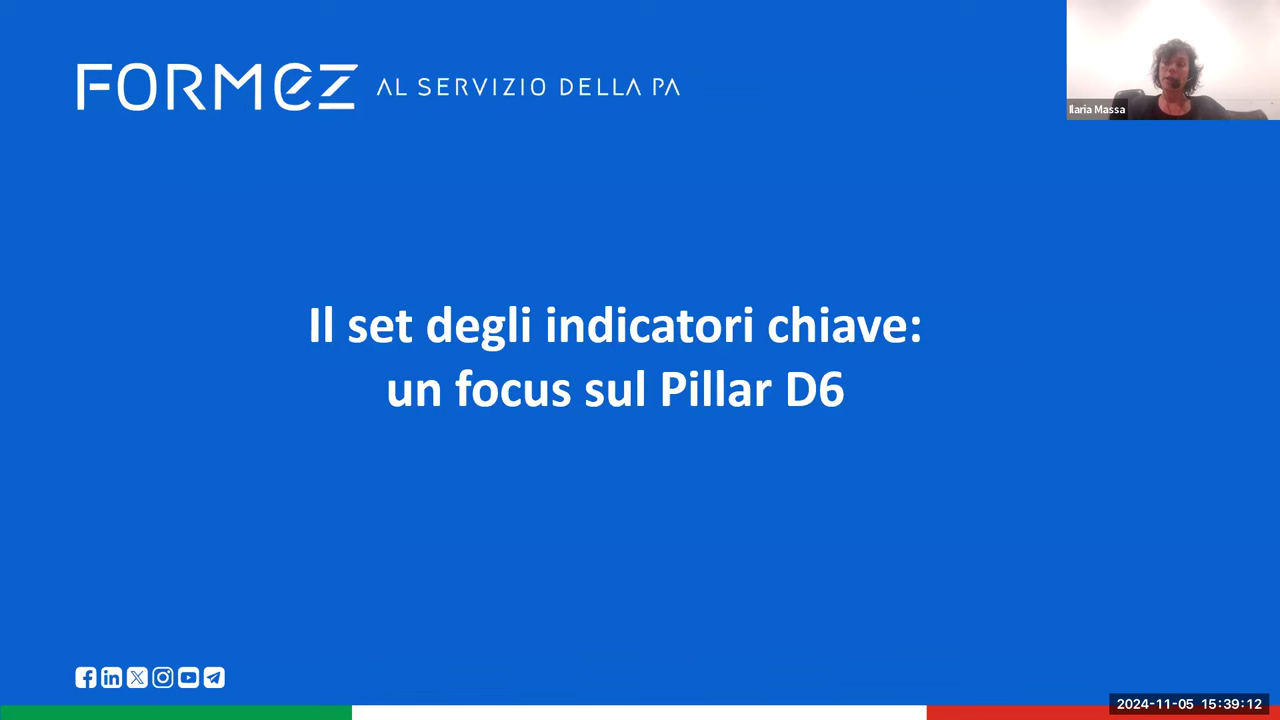 FORMEZ AL SERVIZIO DELLA PA
Ilaria Massa
Il set degli indicatori chiave:
un focus sul Pillar D6
2024-11-05 15:39:12